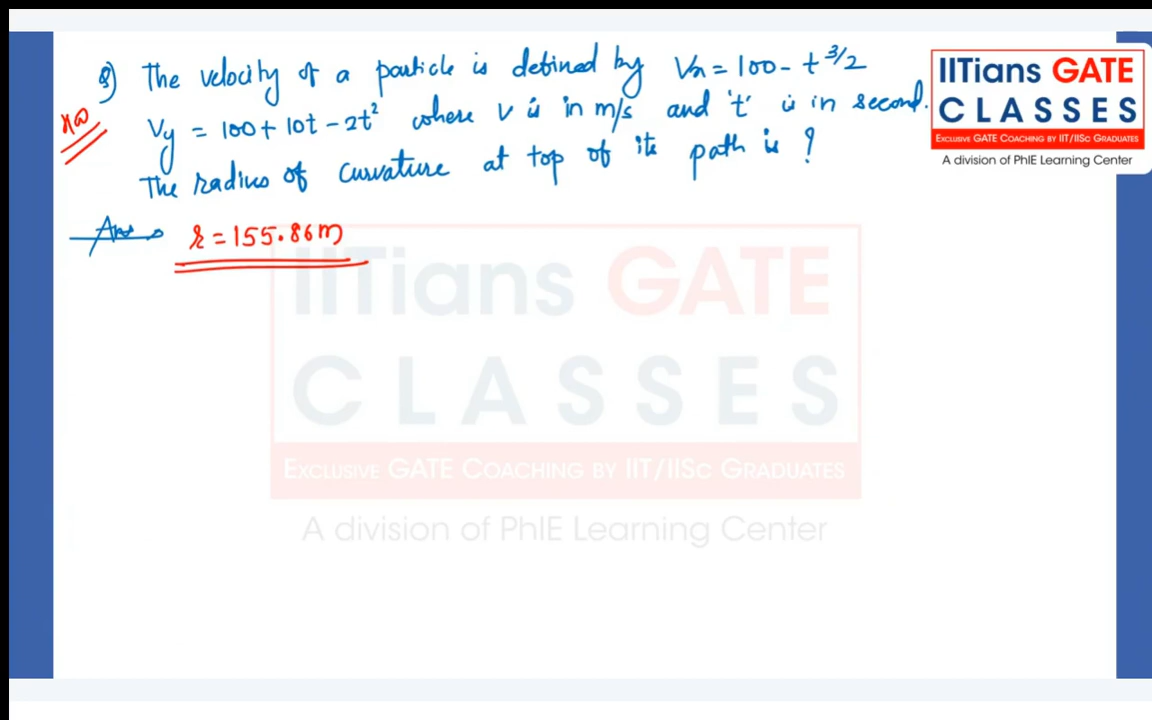 Q) The velocity of a particle is defined by Vx = 100 - t^3/2
HW
Vy = 100 + 10t - 2t² where v is in m/s and 't' is in second.
The radius of curvature at top of its path is ?
Ans → r = 155.86m
IITians GATE
CLASSES
EXCLUSIVE GATE COACHING BY IIT/IISc GRADUATES
A division of PhIE Learning Center
IITians GATE
CLASSES
EXCLUSIVE GATE COACHING BY IIT/IISc GRADUATES
A division of PhIE Learning Center